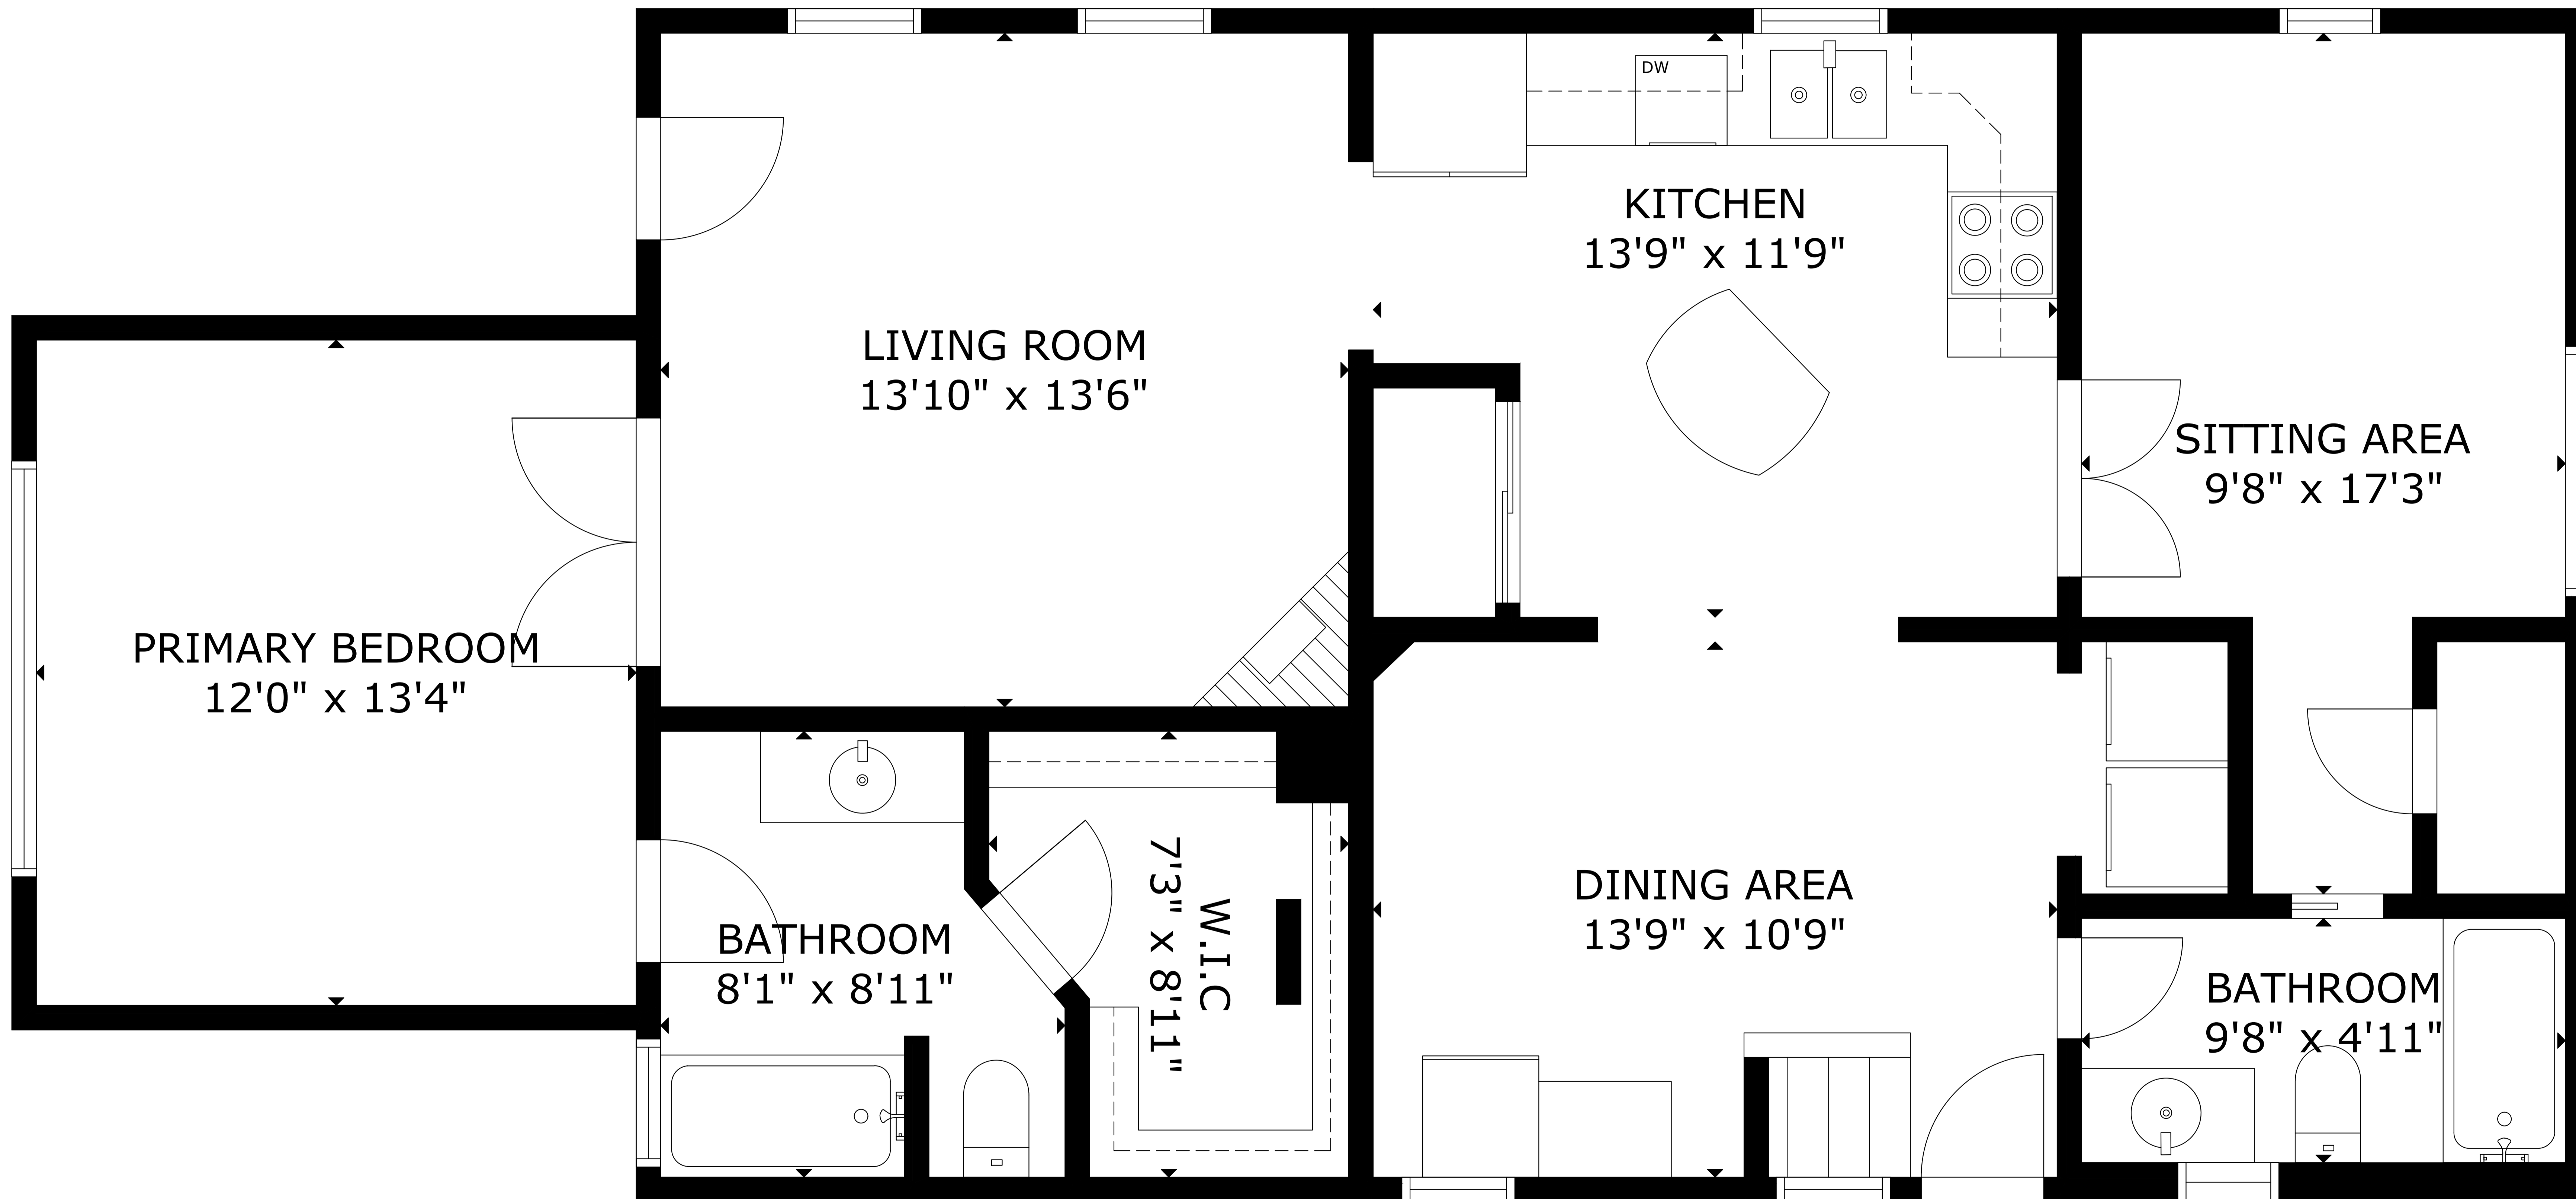 DW
KITCHEN
13'9" x 11'9"
LIVING ROOM
13'10" x 13'6"
SITTING AREA
9'8" x 17'3"
PRIMARY BEDROOM
12'0" x 13'4"
BATHROOM
8'1" x 8'11"
W.I.C
7'3" x 8'11"
DINING AREA
13'9" x 10'9"
BATHROOM
9'8" x 4'11"